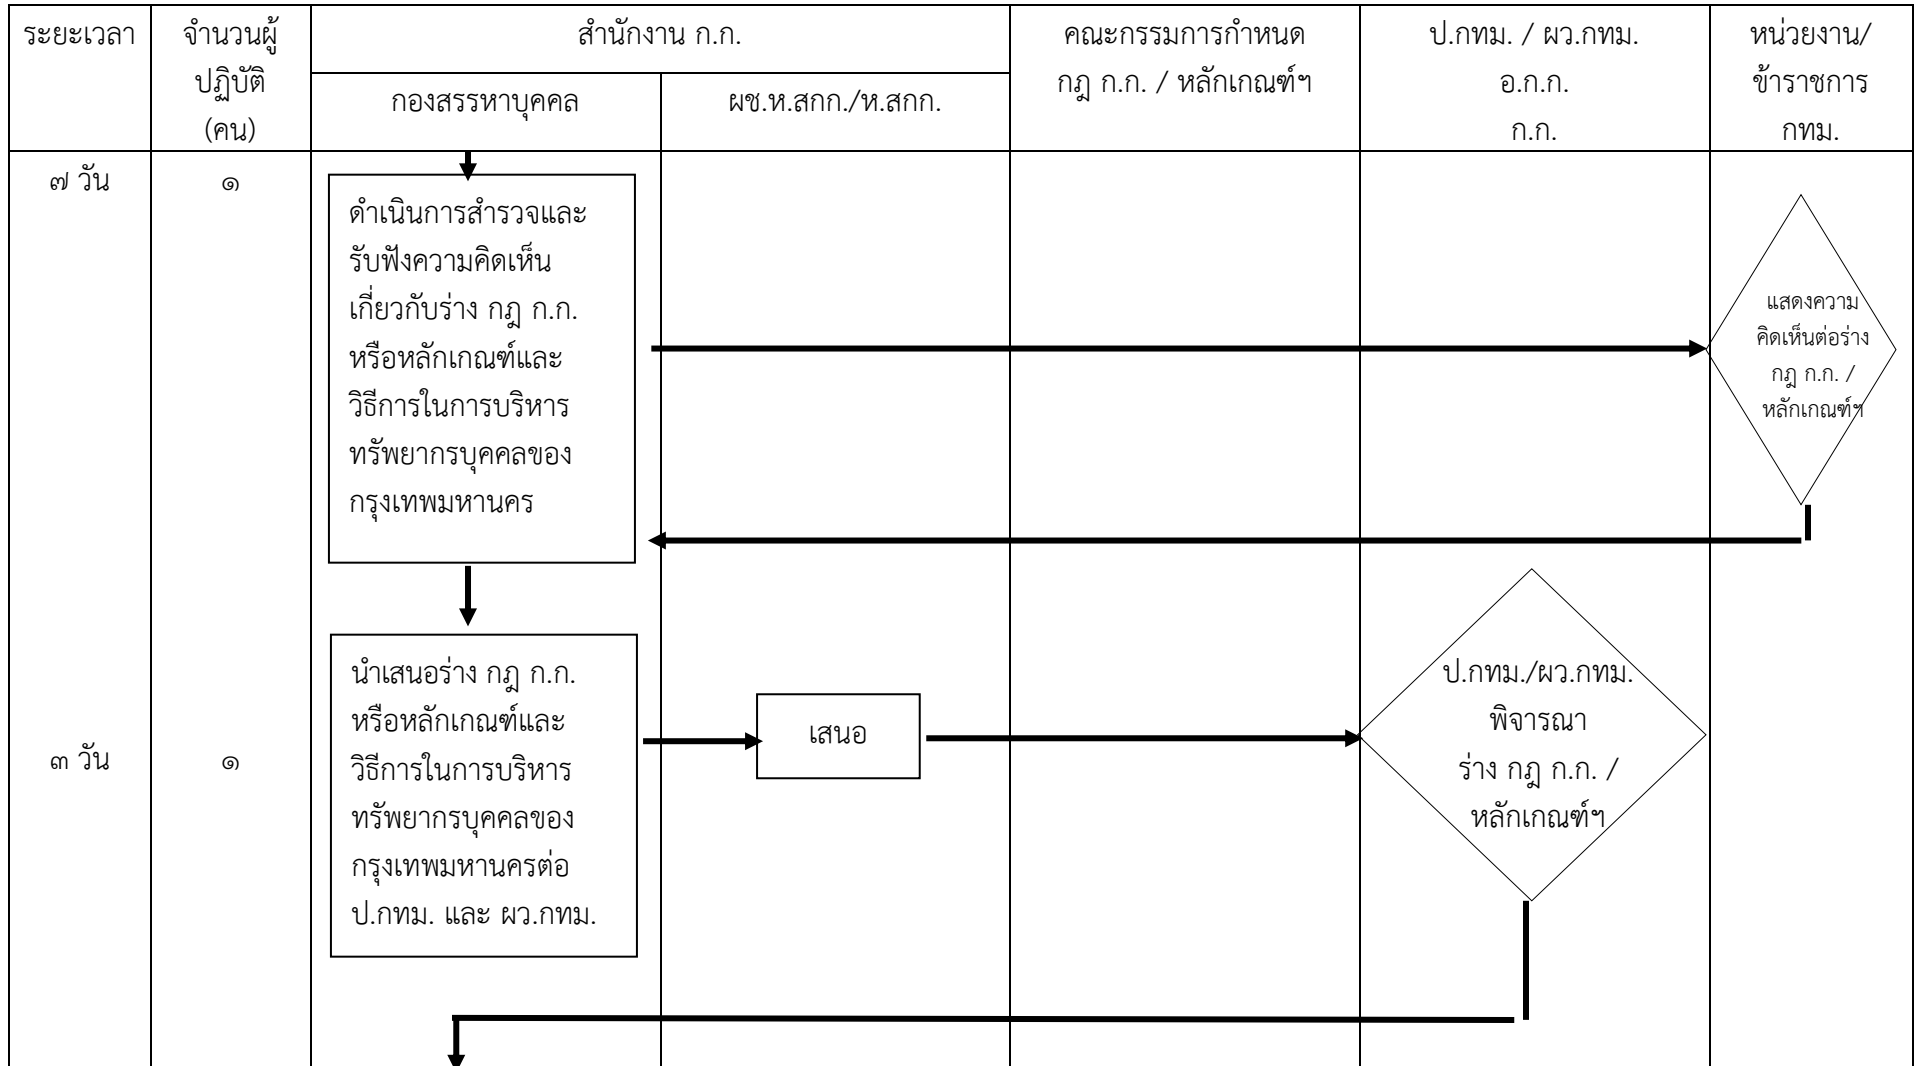 ระยะเวลา
จำนวนผู้
ปฏิบัติ
(คน)
สำนักงาน ก.ก.
กองสรรหาบุคคล
ผช.ห.สกก./ห.สกก.
คณะกรรมการกำหนด
กฎ ก.ก. / หลักเกณฑ์ฯ
ป.กทม. / ผว.กทม.
อ.ก.ก.
ก.ก.
หน่วยงาน/
ข้าราชการ
กทม.
๗ วัน
๑
ดำเนินการสำรวจและ
รับฟังความคิดเห็น
เกี่ยวกับร่าง กฎ ก.ก.
หรือหลักเกณฑ์และ
วิธีการในการบริหาร
ทรัพยากรบุคคลของ
กรุงเทพมหานคร
แสดงความ
คิดเห็นต่อร่าง
กฎ ก.ก. /
หลักเกณฑ์ฯ
๓ วัน
๑
นำเสนอร่าง กฎ ก.ก.
หรือหลักเกณฑ์และ
วิธีการในการบริหาร
ทรัพยากรบุคคลของ
กรุงเทพมหานครต่อ
ป.กทม. และ ผว.กทม.
เสนอ
ป.กทม./ผว.กทม.
พิจารณา
ร่าง กฎ ก.ก. /
หลักเกณฑ์ฯ